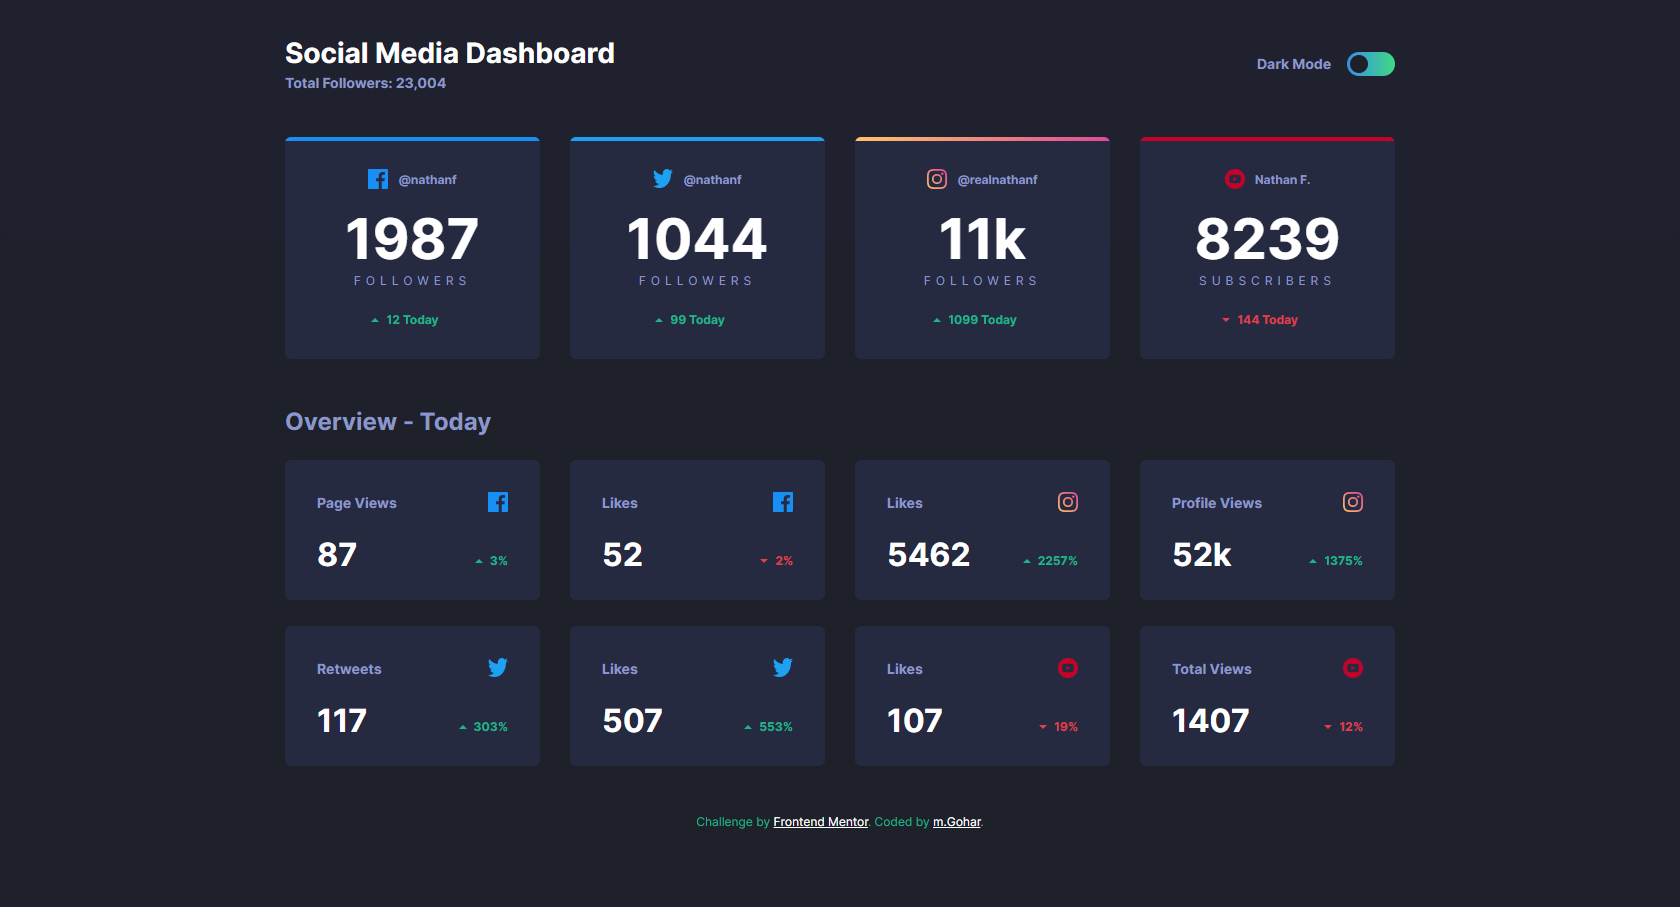 Social Media Dashboard
Total Followers: 23,004
Dark Mode
@nathanf
1987
FOLLOWERS
12 Today
@nathanf
1044
FOLLOWERS
99 Today
@realnathanf
11k
FOLLOWERS
1099 Today
Nathan F.
8239
SUBSCRIBERS
144 Today
Overview - Today
Page Views
87
3%
Likes
52
2%
Likes
5462
2257%
Profile Views
52k
1375%
Retweets
117
303%
Likes
507
553%
Likes
107
19%
Total Views
1407
12%
Challenge by Frontend Mentor. Coded by m.Gohar.